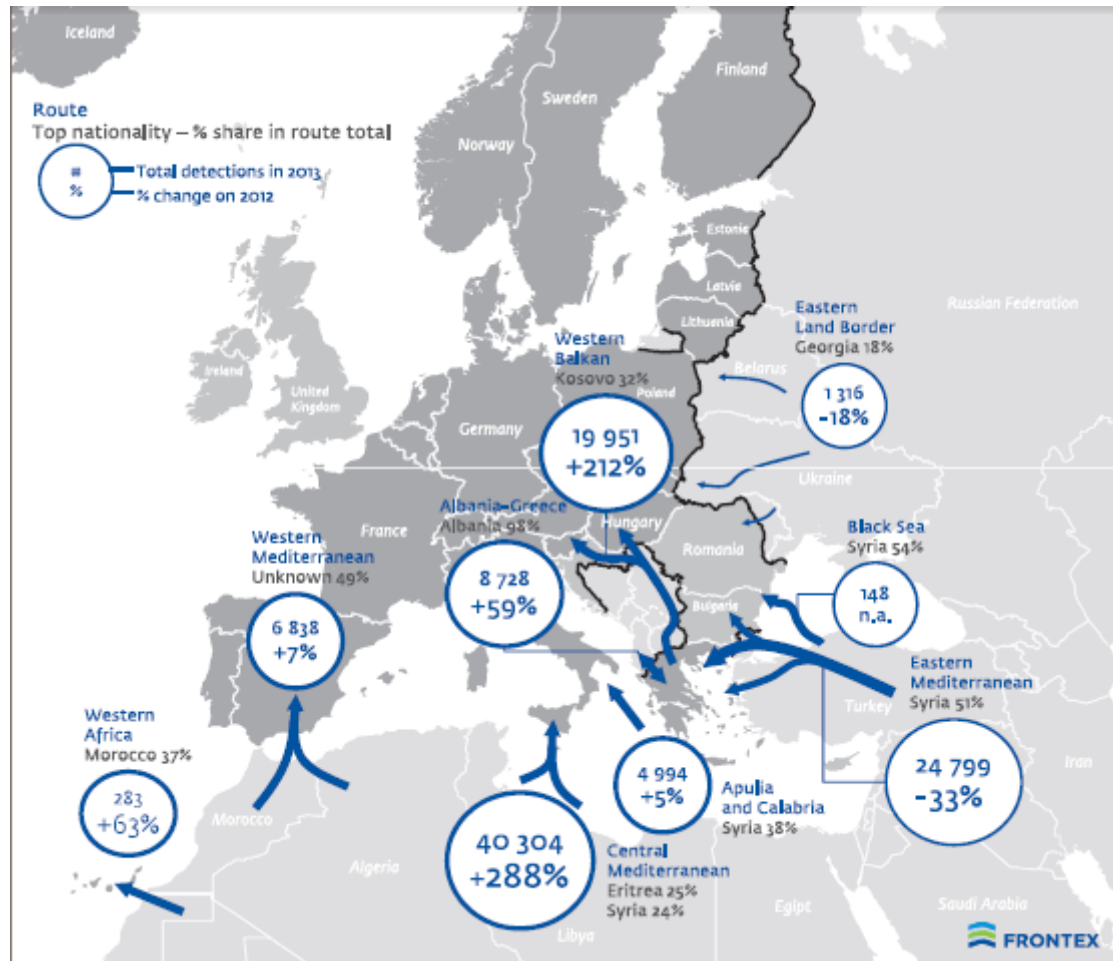 Iceland
Finland
Sweden
Norway
Route
Top nationality – % share in route total
#
%
Total detections in 2013
% change on 2012
Estonia
Latvia
Lithuania
Russian Federation
Eastern
Land Border
Georgia 18%
1 316
-18%
Belarus
Western
Balkan
Kosovo 32%
19 951
+212%
Poland
Ireland
United
Kingdom
Germany
Ukraine
France
Albania-Greece
Albania 98%
8 728
+59%
Hungary
Romania
Bulgaria
Black Sea
Syria 54%
148
n.a.
Western
Mediterranean
Unknown 49%
6 838
+7%
Eastern
Mediterranean
Syria 51%
24 799
-33%
Turkey
Iran
Western
Africa
Morocco 37%
283
+63%
Morocco
Algeria
4 994
+5%
Apulia
and Calabria
Syria 38%
40 304
+288%
Central
Mediterranean
Eritrea 25%
Syria 24%
Libya
Egipt
Saudi Arabia
FRONTEX